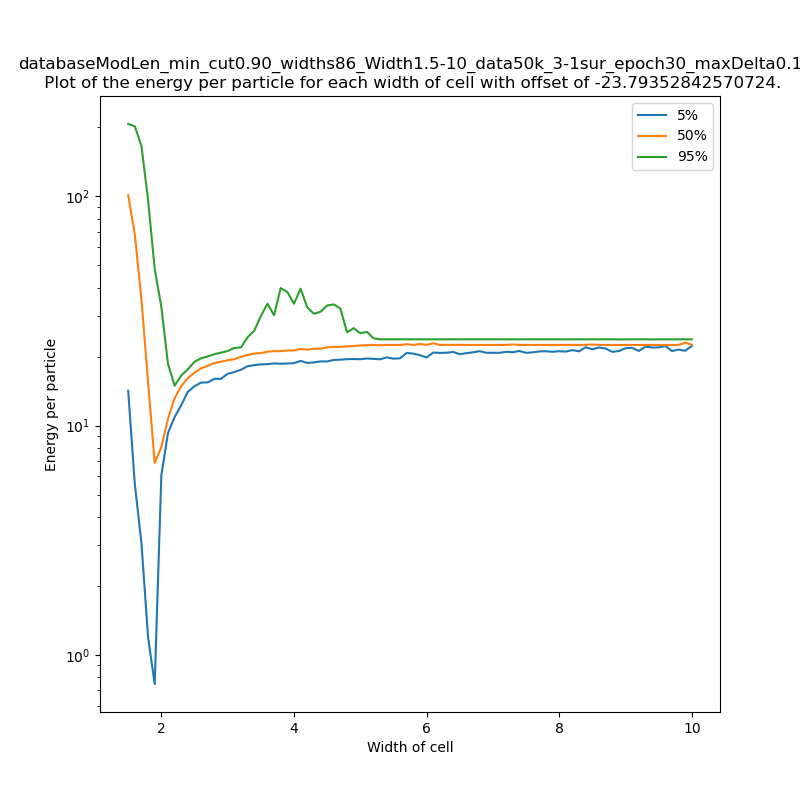 databaseModLen_min_cut0.90_widths86_Width1.5-10_data50k_3-1sur_epoch30_maxDelta0.1
Plot of the energy per particle for each width of cell with offset of -23.79352842570724.
5%
50%
95%
10²
10¹
10⁰
Energy per particle
2 4 6 8 10
Width of cell